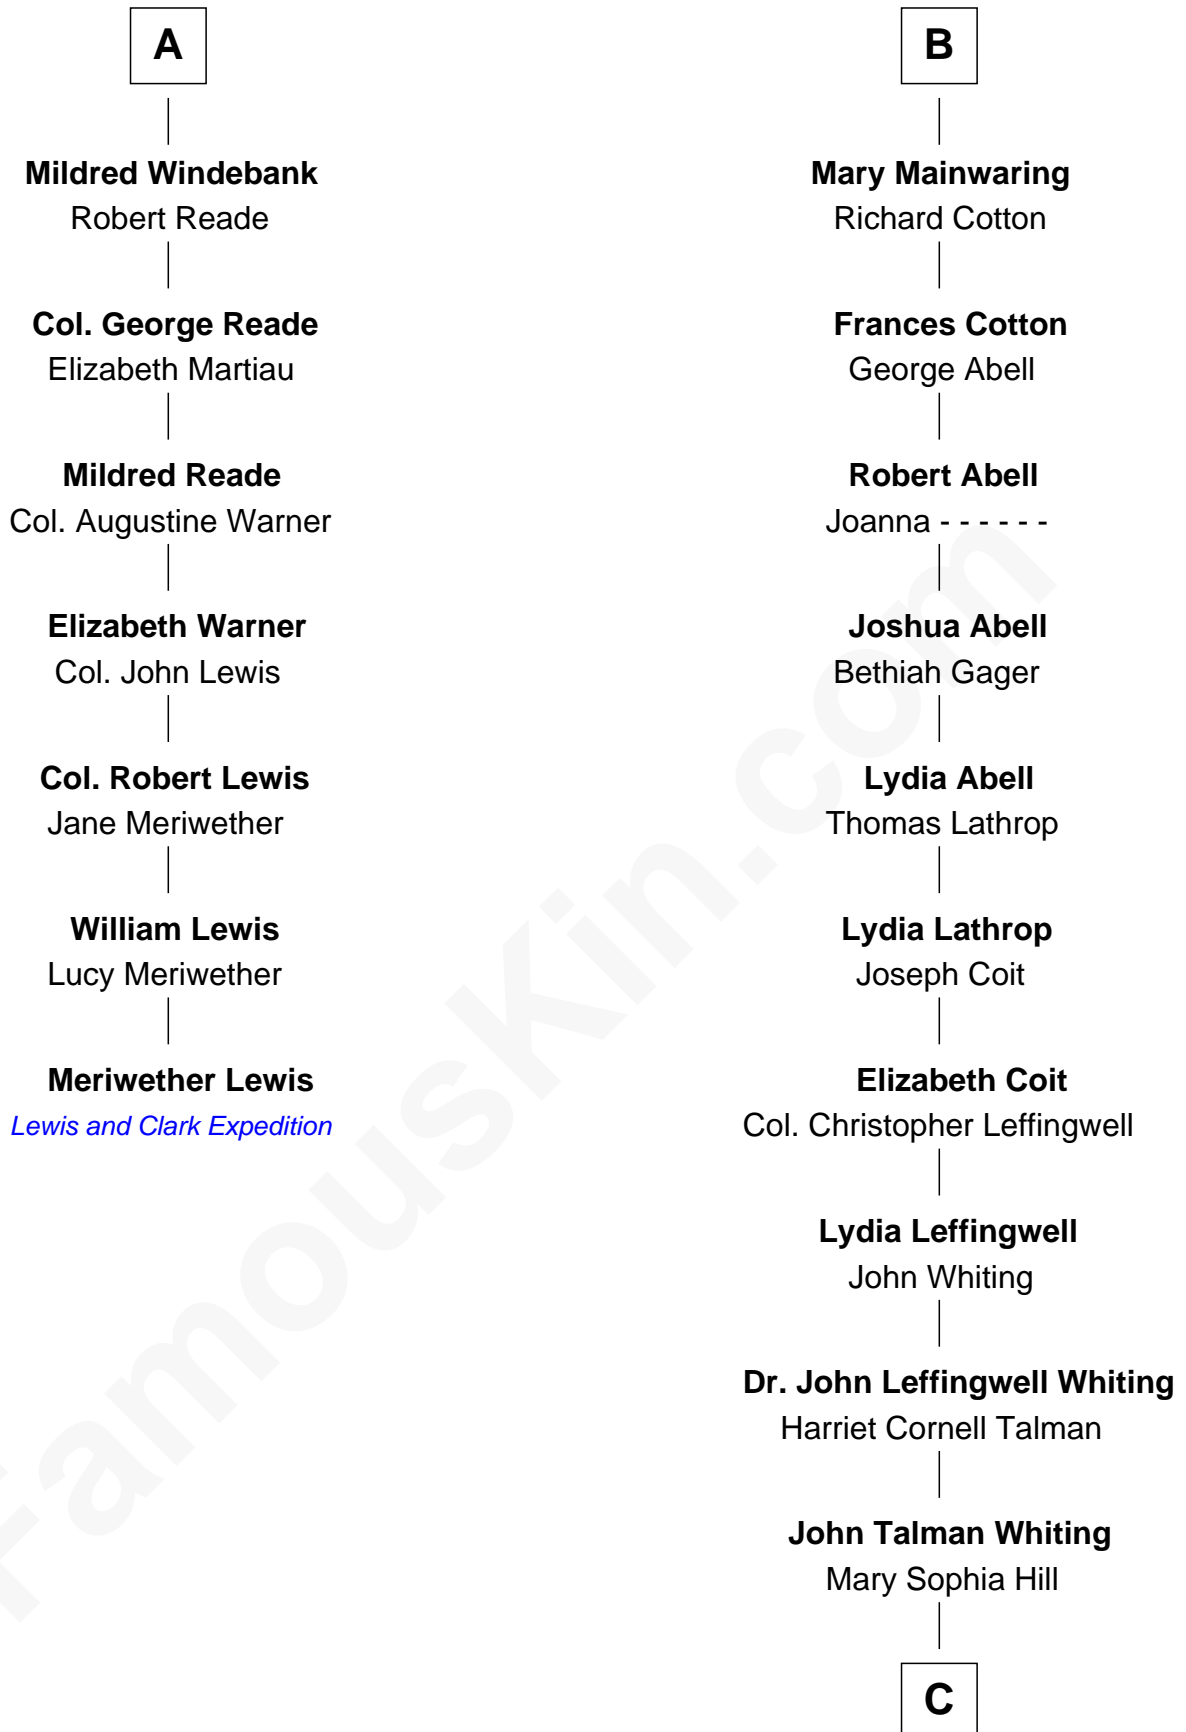 A
Mildred Windebank
Robert Reade
Col. George Reade
Elizabeth Martiau
Mildred Reade
Col. Augustine Warner
Elizabeth Warner
Col. John Lewis
Col. Robert Lewis
Jane Meriwether
William Lewis
Lucy Meriwether
Meriwether Lewis
Lewis and Clark Expedition
B
Mary Mainwaring
Richard Cotton
Frances Cotton
George Abell
Robert Abell
Joanna - - - - - -
Joshua Abell
Bethiah Gager
Lydia Abell
Thomas Lathrop
Lydia Lathrop
Joseph Coit
Elizabeth Coit
Col. Christopher Leffingwell
Lydia Leffingwell
John Whiting
Dr. John Leffingwell Whiting
Harriet Cornell Talman
John Talman Whiting
Mary Sophia Hill
C
FamousKin.com